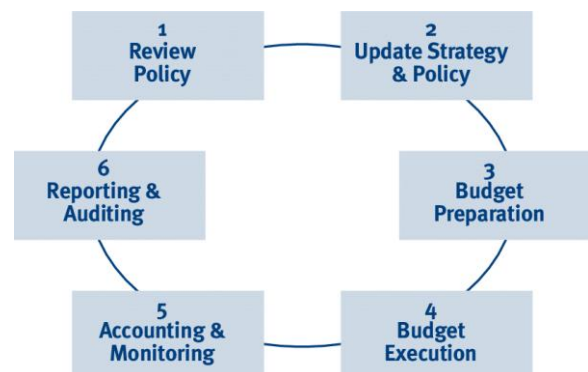 1
Review
Policy
2
Update Strategy
& Policy
3
Budget
Preparation
4
Budget
Execution
5
Accounting &
Monitoring
6
Reporting &
Auditing